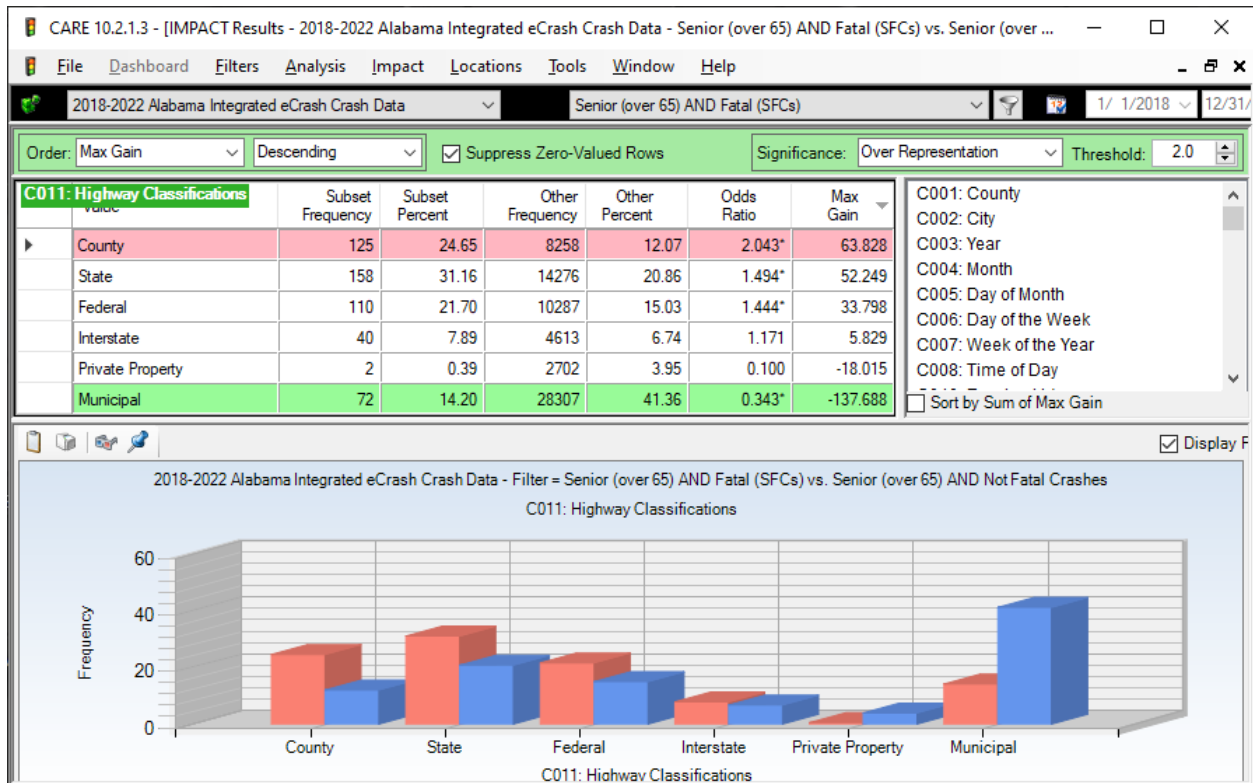 CARE 10.2.1.3 - [IMPACT Results - 2018-2022 Alabama Integrated eCrash Crash Data - Senior (over 65) AND Fatal (SFCs) vs. Senior (over ...
File Dashboard Filters Analysis Impact Locations Tools Window Help
2018-2022 Alabama Integrated eCrash Crash Data Senior (over 65) AND Fatal (SFCs) 1/ 1/2018 12/31/
Order: Max Gain Descending Suppress Zero-Valued Rows Significance: Over Representation Threshold: 2.0
C011: Highway Classifications
Subset Frequency Subset Percent Other Frequency Other Percent Odds Ratio Max Gain
County 125 24.65 8258 12.07 2.043* 63.828
State 158 31.16 14276 20.86 1.494* 52.249
Federal 110 21.70 10287 15.03 1.444* 33.798
Interstate 40 7.89 4613 6.74 1.171 5.829
Private Property 2 0.39 2702 3.95 0.100 -18.015
Municipal 72 14.20 28307 41.36 0.343* -137.688
C001: County
C002: City
C003: Year
C004: Month
C005: Day of Month
C006: Day of the Week
C007: Week of the Year
C008: Time of Day
Sort by Sum of Max Gain
Display F
2018-2022 Alabama Integrated eCrash Crash Data - Filter = Senior (over 65) AND Fatal (SFCs) vs. Senior (over 65) AND Not Fatal Crashes
C011: Highway Classifications
60
40
20
0
Frequency
County State Federal Interstate Private Property Municipal
C011: Highway Classifications